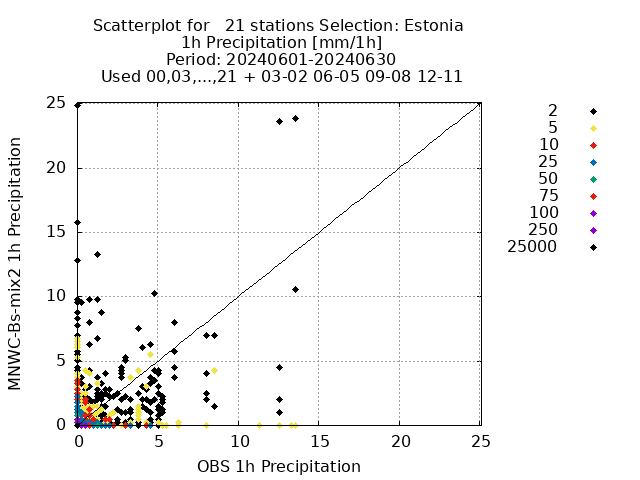 Scatterplot for   21 stations Selection: Estonia
1h Precipitation [mm/1h]
Period: 20240601-20240630
Used 00,03,...,21 + 03-02 06-05 09-08 12-11
MNWC-Bs-mix2 1h Precipitation
25
20
15
10
5
0
0 5 10 15 20 25
OBS 1h Precipitation
2
5
10
25
50
75
100
250
25000